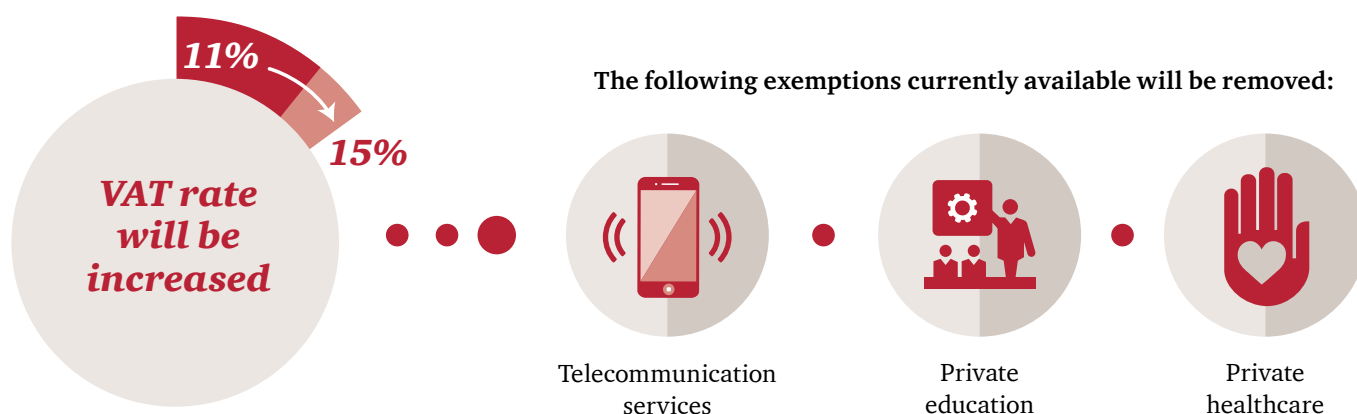 11%
15%
VAT rate
will be
increased
The following exemptions currently available will be removed:
Telecommunication
services
Private
education
Private
healthcare